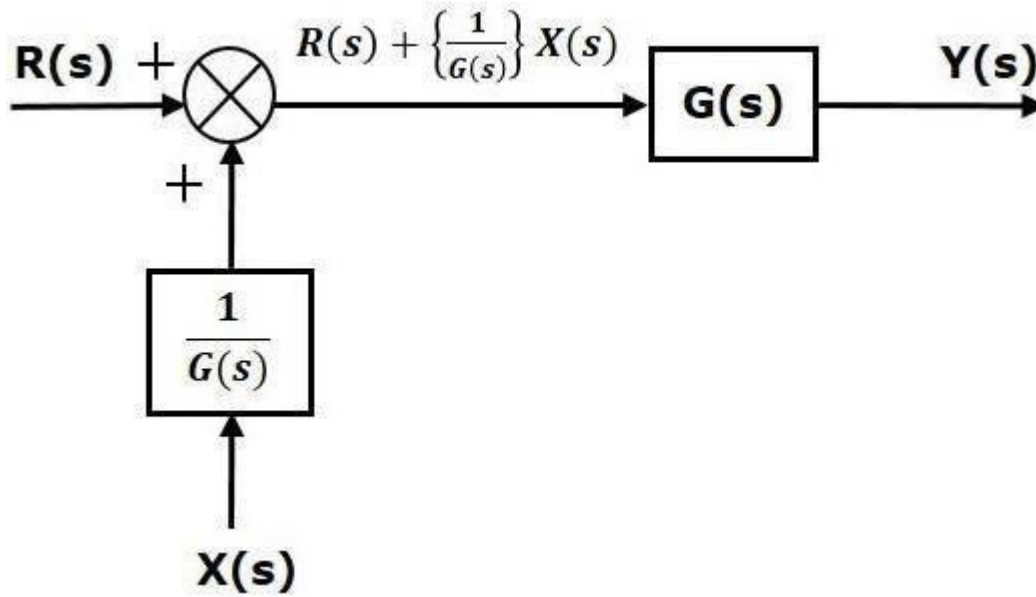 R(s)
+
R(s) + {1/G(s)} X(s)
G(s)
Y(s)
+
1
G(s)
X(s)